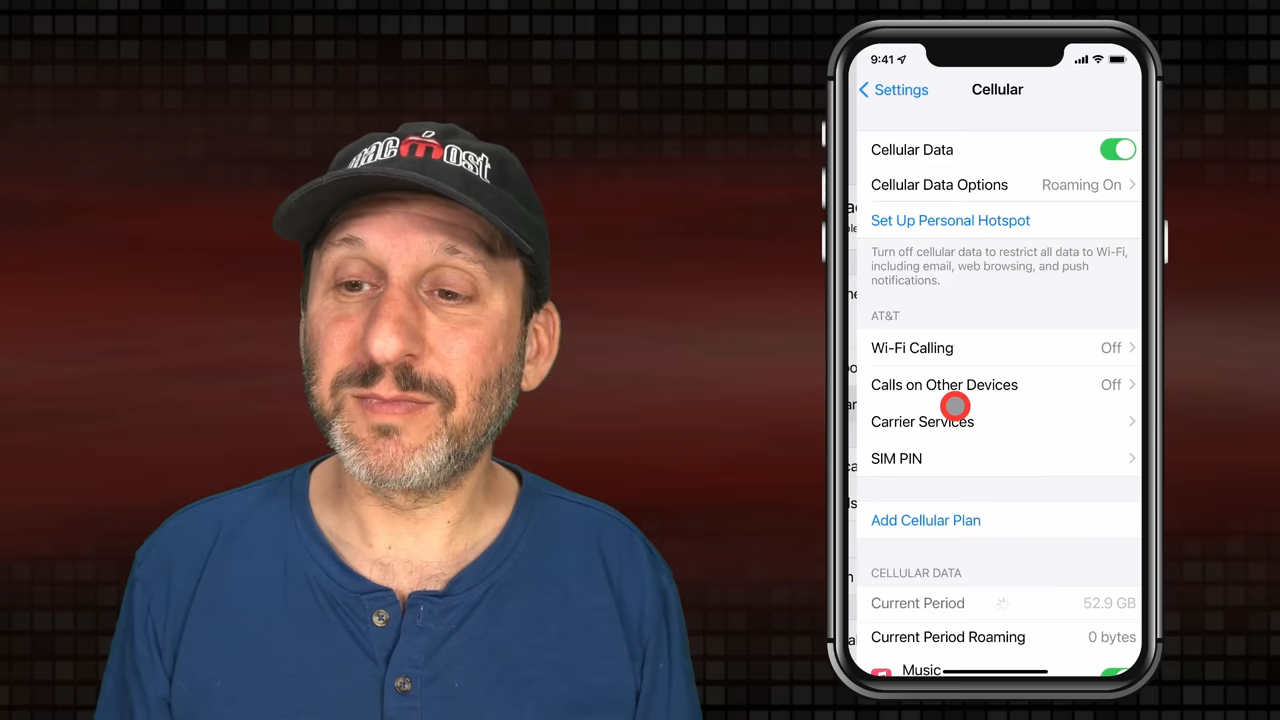 macmost
9:41
Settings
Cellular
Cellular Data
Cellular Data Options Roaming On
Set Up Personal Hotspot
Turn off cellular data to restrict all data to Wi-Fi,
including email, web browsing, and push
notifications.
AT&T
Wi-Fi Calling Off
Calls on Other Devices Off
Carrier Services
SIM PIN
Add Cellular Plan
CELLULAR DATA
Current Period 52.9 GB
Current Period Roaming 0 bytes
Music